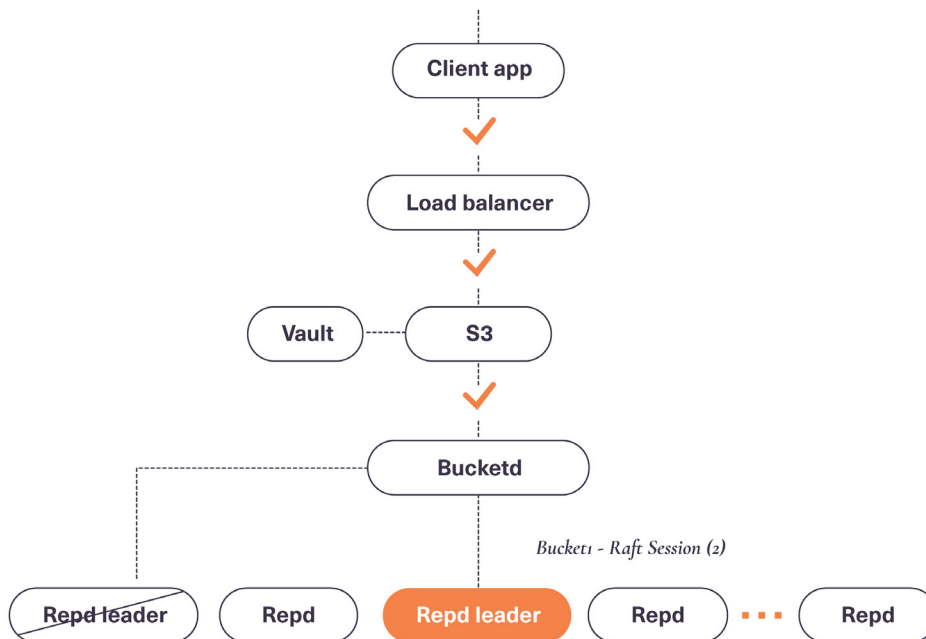 Client app
Load balancer
Vault
S3
Bucketd
Bucket1 - Raft Session (2)
Repd leader
Repd
Repd leader
Repd
Repd